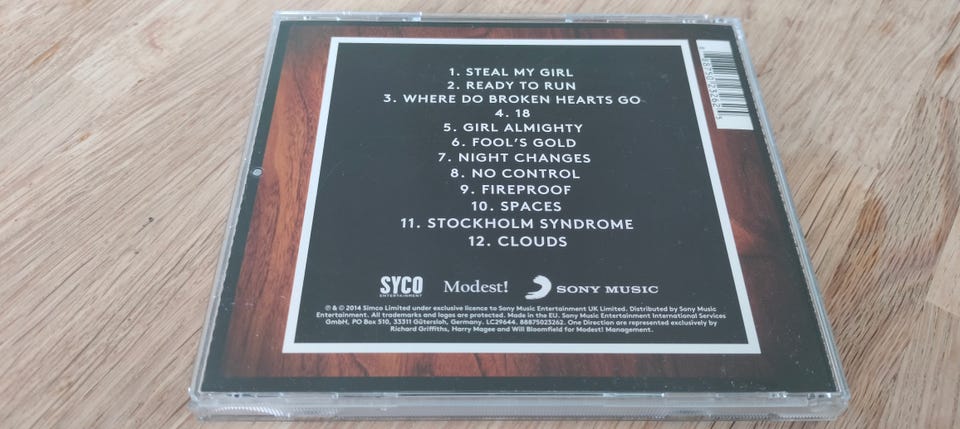 1. STEAL MY GIRL
2. READY TO RUN
3. WHERE DO BROKEN HEARTS GO
4. 18
5. GIRL ALMIGHTY
6. FOOL'S GOLD
7. NIGHT CHANGES
8. NO CONTROL
9. FIREPROOF
10. SPACES
11. STOCKHOLM SYNDROME
12. CLOUDS
SYCO
ENTERTAINMENT
Modest!
SONY MUSIC
℗ & © 2014 Simco Limited under exclusive licence to Sony Music Entertainment UK Limited. Distributed by Sony Music
Entertainment. All trademarks and logos are protected. Made in the EU. Sony Music Entertainment International Services
GmbH, PO Box 510, 33311 Gütersloh, Germany. LC29644. 88875023262. One Direction are represented exclusively by
Richard Griffiths, Harry Magee and Will Bloomfield for Modest! Management.